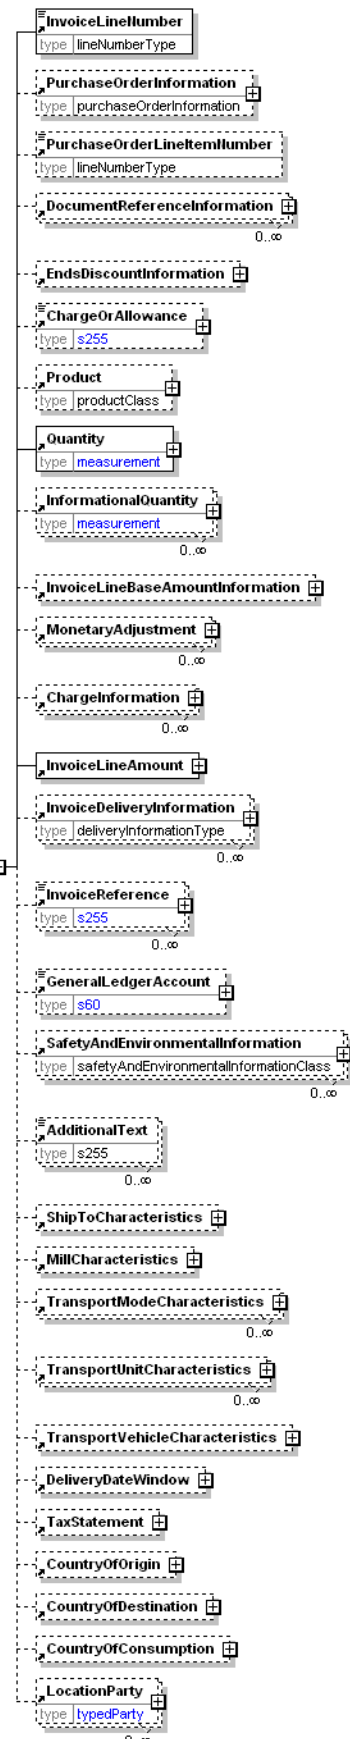 InvoiceLineNumber
type lineNumberType
PurchaseOrderInformation
type purchaseOrderInformation
PurchaseOrderLineItemNumber
type lineNumberType
DocumentReferenceInformation
0..∞
EndsDiscountInformation
ChargeOrAllowance
type s255
Product
type productClass
Quantity
type measurement
InformationalQuantity
type measurement
0..∞
InvoiceLineBaseAmountInformation
MonetaryAdjustment
0..∞
ChargeInformation
0..∞
InvoiceLineAmount
InvoiceDeliveryInformation
type deliveryInformationType
0..∞
InvoiceReference
type s255
0..∞
GeneralLedgerAccount
type s60
SafetyAndEnvironmentalInformation
type safetyAndEnvironmentalInformationClass
0..∞
AdditionalText
type s255
0..∞
ShipToCharacteristics
MillCharacteristics
TransportModeCharacteristics
0..∞
TransportUnitCharacteristics
0..∞
TransportVehicleCharacteristics
DeliveryDateWindow
TaxStatement
CountryOfOrigin
CountryOfDestination
CountryOfConsumption
LocationParty
type typedParty
0..∞